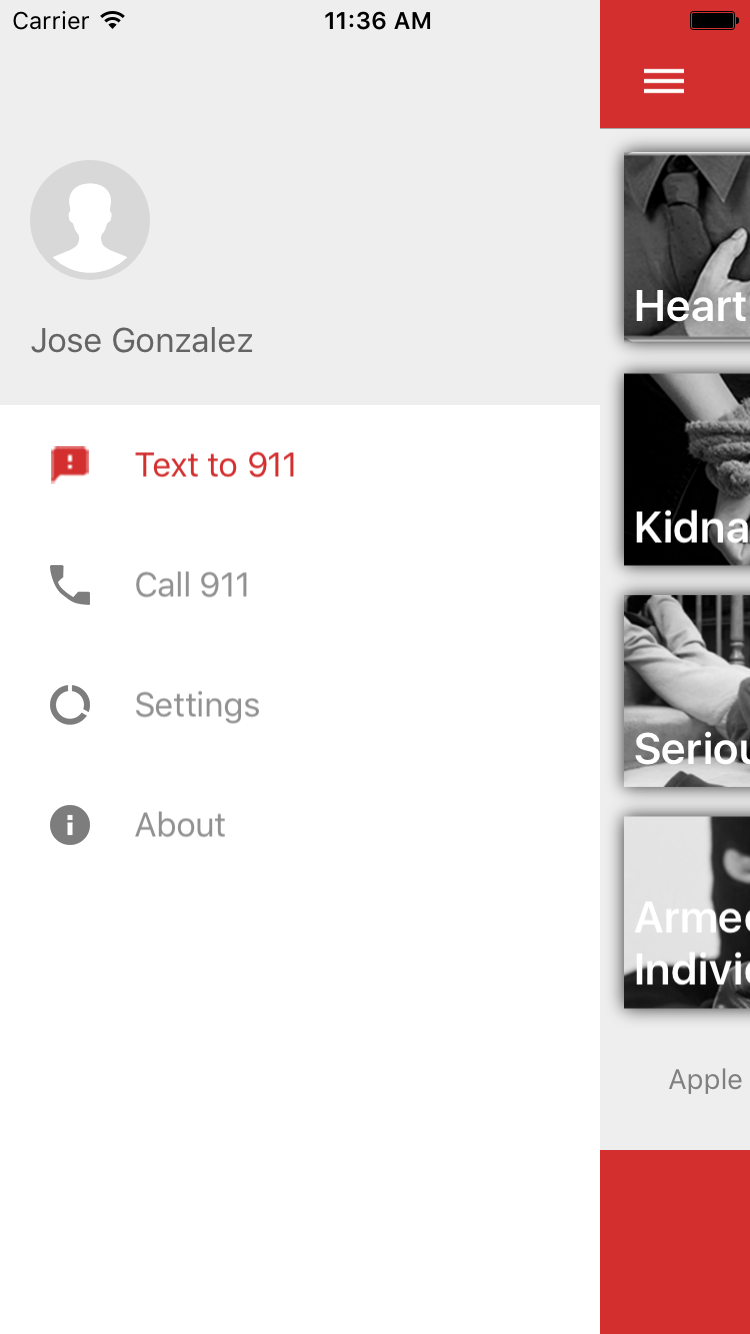 Carrier 11:36 AM
Jose Gonzalez
Text to 911
Call 911
Settings
About
Heart
Kidna
Seriou
Armed
Indivi
Apple